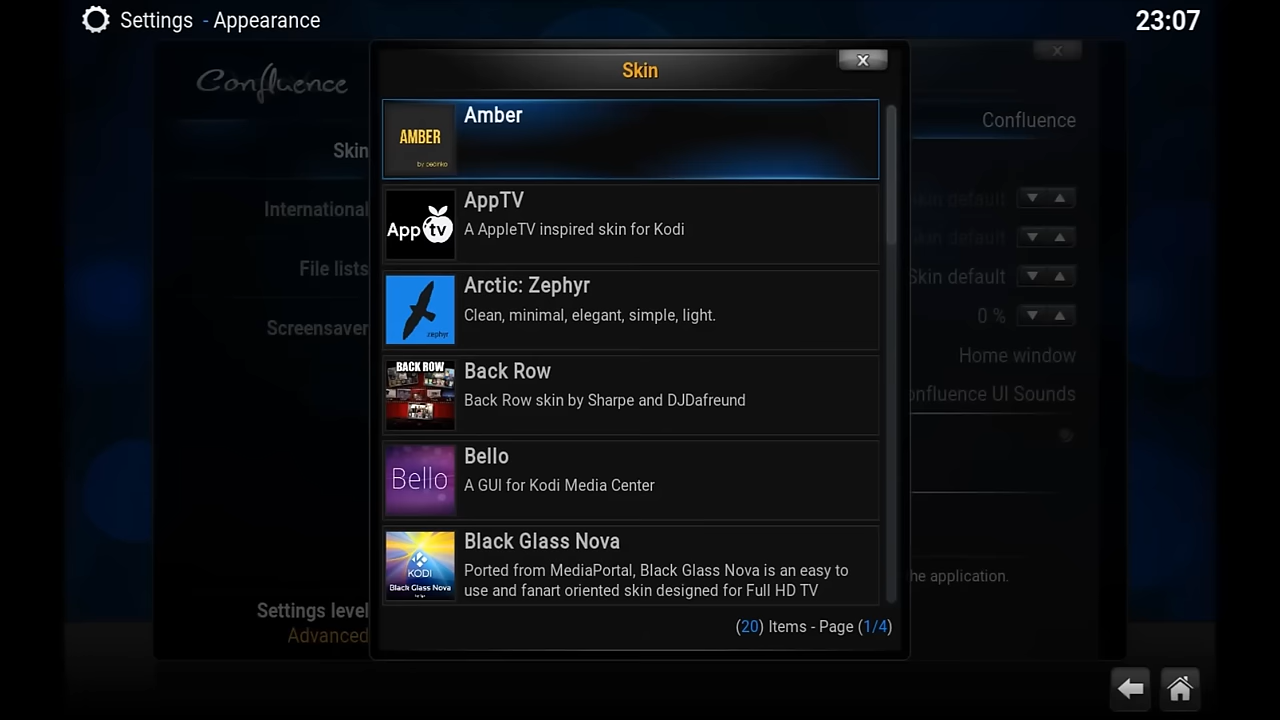 Settings - Appearance
23:07
Confluence
Skin
International
File lists
Screensaver
Settings level
Advanced
Skin
AMBER
by pecinko
Amber
App tv
AppTV
A AppleTV inspired skin for Kodi
zephyr
Arctic: Zephyr
Clean, minimal, elegant, simple, light.
BACK ROW
Back Row
Back Row skin by Sharpe and DJDafreund
Bello
Bello
A GUI for Kodi Media Center
KODI
Black Glass Nova
Black Glass Nova
Ported from MediaPortal, Black Glass Nova is an easy to
use and fanart oriented skin designed for Full HD TV
(20) Items - Page (1/4)
Confluence
skin default
skin default
Skin default
0 %
Home window
onfluence UI Sounds
he application.